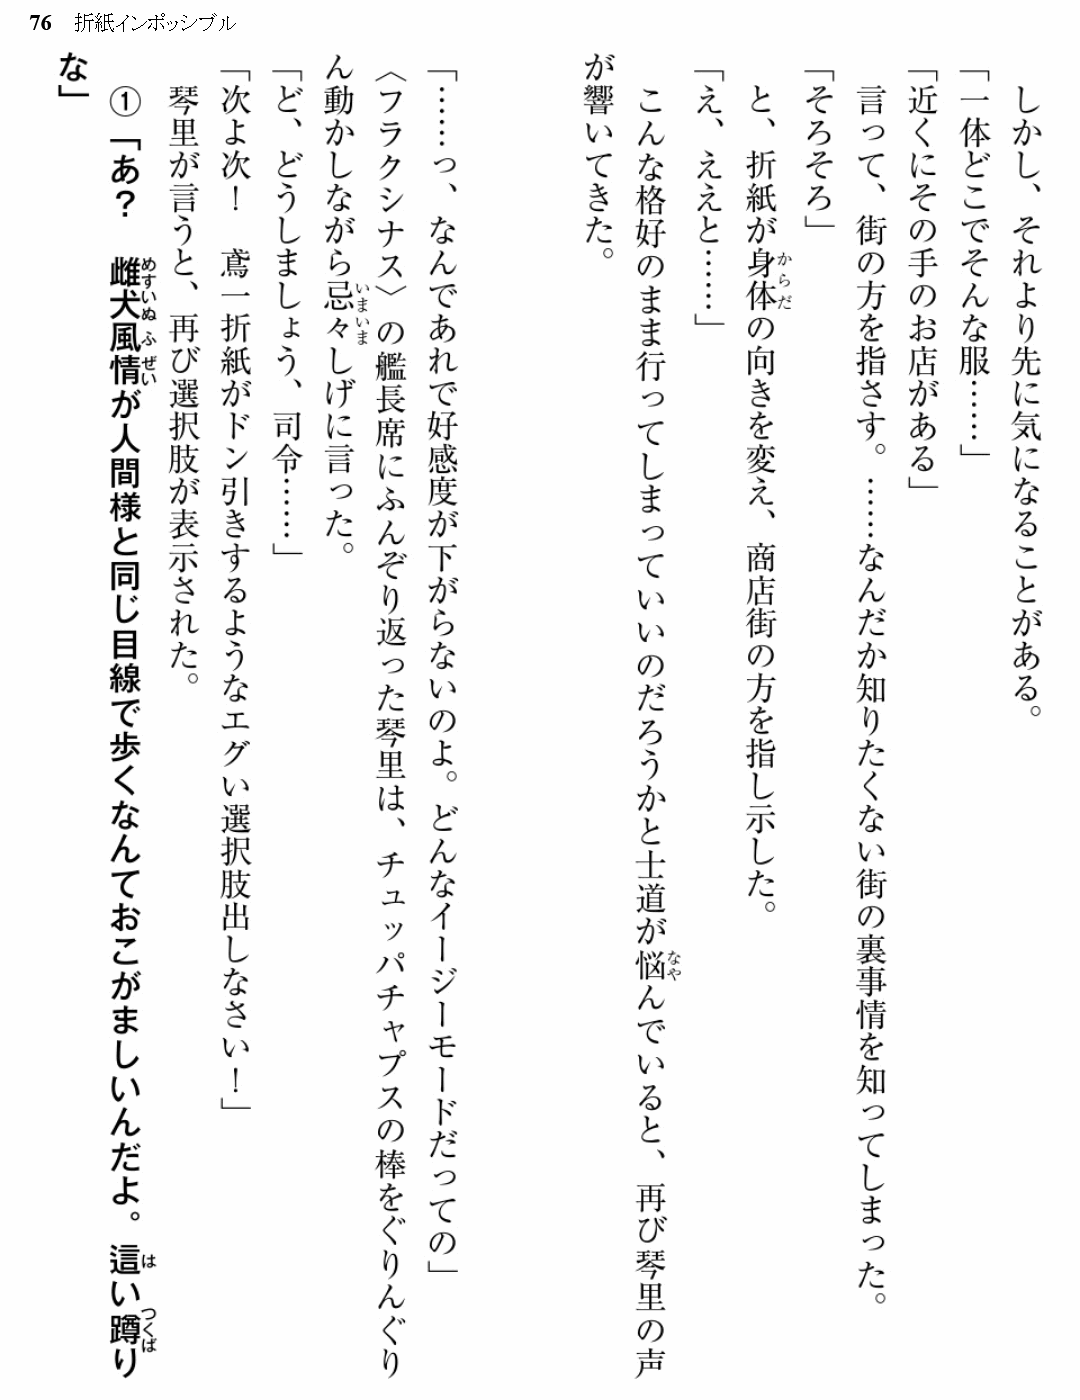 76　折紙インポッシブル
　しかし、それより先に気になることがある。
「一体どこでそんな服……」
「近くにその手のお店がある」
　言って、街の方を指さす。……なんだか知りたくない街の裏事情を知ってしまった。
「そろそろ」
　と、折紙が身体の向きを変え、商店街の方を指し示した。
「え、ええと……」
　こんな格好のまま行ってしまっていいのだろうかと士道が悩んでいると、再び琴里の声
が響いてきた。
「……っ、なんであれで好感度が下がらないのよ。どんなイージーモードだっての」
〈フラクシナス〉の艦長席にふんぞり返った琴里は、チュッパチャプスの棒をぐりんぐり
ん動かしながら忌々しげに言った。
「ど、どうしましょう、司令……」
「次よ次！　鳶一折紙がドン引きするようなエグい選択肢出しなさい！」
　琴里が言うと、再び選択肢が表示された。
　①「あ？　雌犬風情が人間様と同じ目線で歩くなんておこがましいんだよ。這い蹲り
な」